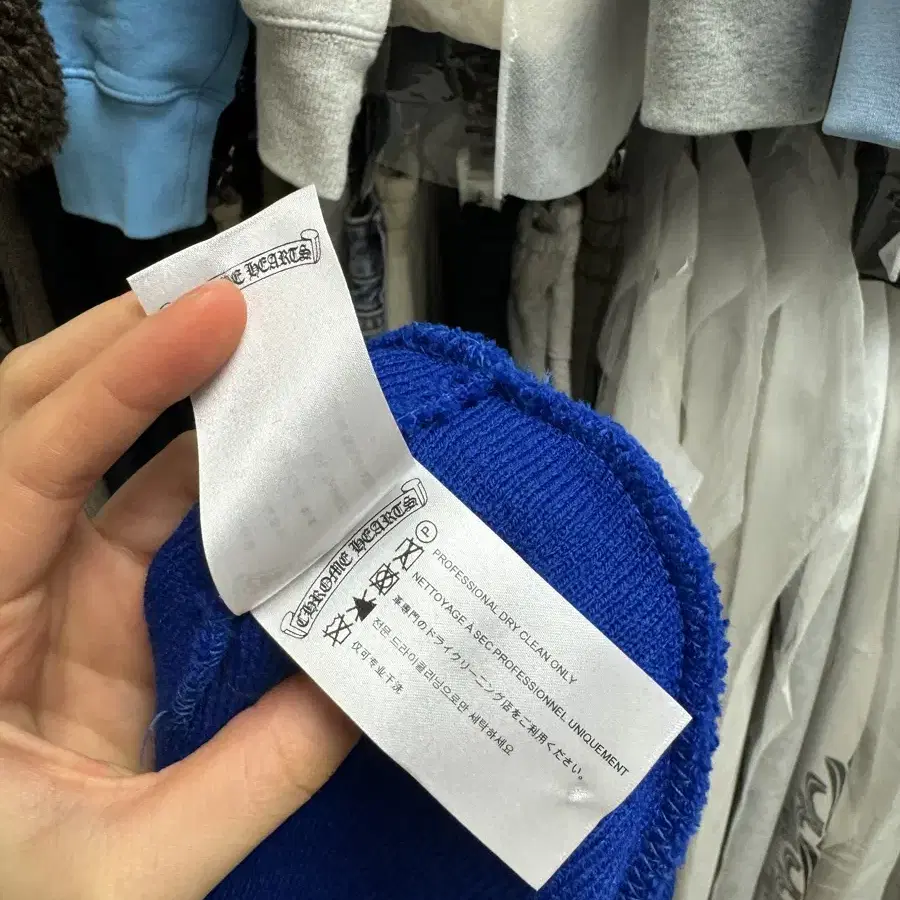 CHROME HEARTS
CHROME HEARTS
P
PROFESSIONAL DRY CLEAN ONLY
NETTOYAGE À SEC PROFESSIONNEL UNIQUEMENT
革専門のドライクリーニング店をご利用ください。
전문 드라이클리닝으로만 세탁하세요
仅可专业干洗